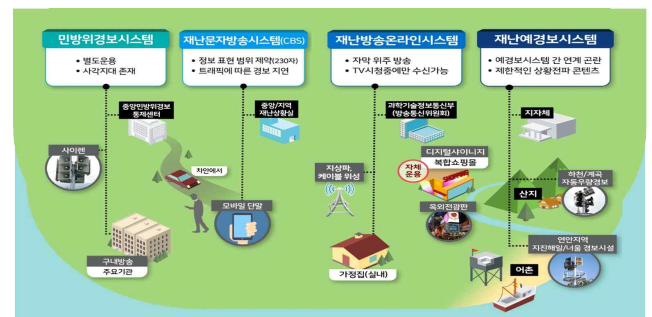 민방위경보시스템
• 별도운용
• 사각지대 존재
재난문자방송시스템(CBS)
• 정보 표현 범위 제약(230자)
• 트래픽에 따른 경보 지연
재난방송온라인시스템
• 자막 위주 방송
• TV시청중에만 수신가능
재난예경보시스템
• 예경보시스템 간 연계 곤란
• 제한적인 상황전파 콘텐츠
중앙민방위경보
통제센터
사이렌
차안에서
구내방송
주요기관
중앙/지역
재난상황실
모바일 단말
과학기술정보통신부
(방송통신위원회)
지상파,
케이블 위성
가정집(실내)
디지털샤이니지
복합쇼핑몰
자체
운용
옥외전광판
지자체
산지
하천/계곡
자동우량경보
연안지역
지진해일/너울 경보시설
어촌